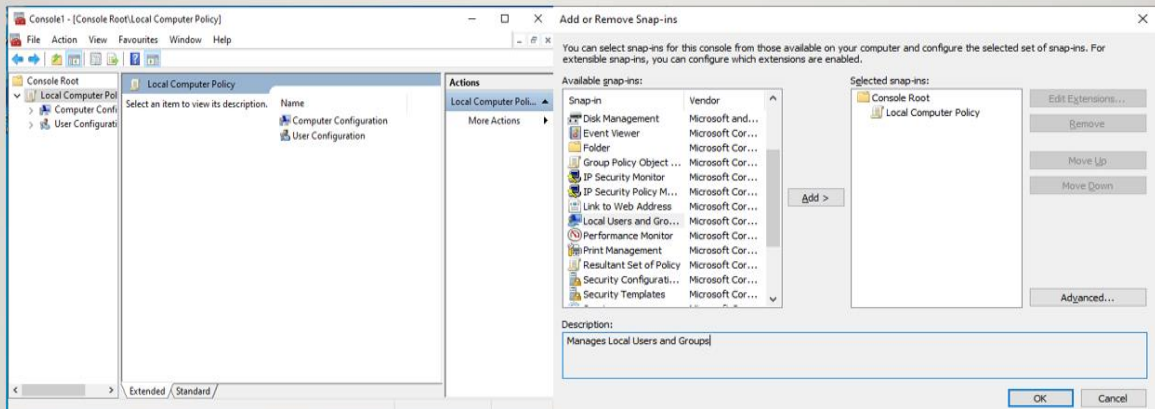 Console1 - [Console Root\Local Computer Policy]
File Action View Favourites Window Help
Console Root
Local Computer Pol
Computer Confi
User Configurati
Local Computer Policy
Select an item to view its description.
Name
Computer Configuration
User Configuration
Actions
Local Computer Poli...
More Actions
Extended / Standard
Add or Remove Snap-ins
You can select snap-ins for this console from those available on your computer and configure the selected set of snap-ins. For
extensible snap-ins, you can configure which extensions are enabled.
Available snap-ins:
Snap-in Vendor
Disk Management Microsoft and...
Event Viewer Microsoft Cor...
Folder Microsoft Cor...
Group Policy Object ... Microsoft Cor...
IP Security Monitor Microsoft Cor...
IP Security Policy M... Microsoft Cor...
Link to Web Address Microsoft Cor...
Local Users and Gro... Microsoft Cor...
Performance Monitor Microsoft Cor...
Print Management Microsoft Cor...
Resultant Set of Policy Microsoft Cor...
Security Configurati... Microsoft Cor...
Security Templates Microsoft Cor...
Add >
Selected snap-ins:
Console Root
Local Computer Policy
Edit Extensions...
Remove
Move Up
Move Down
Advanced...
Description:
Manages Local Users and Groups
OK Cancel